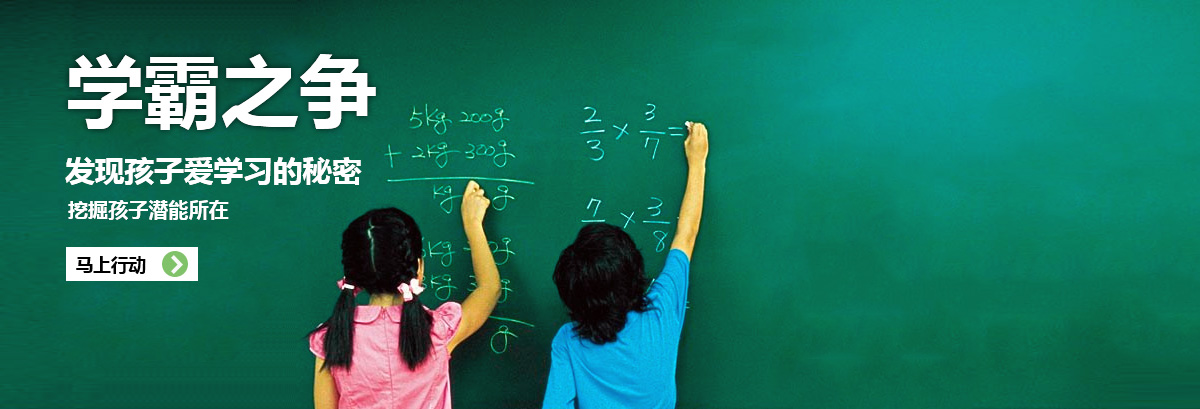 学霸之争
发现孩子爱学习的秘密
挖掘孩子潜能所在
马上行动
5kg 200g
+ 2kg 300g
kg g
g
2/3 × 3/7 =
7 × 3/8